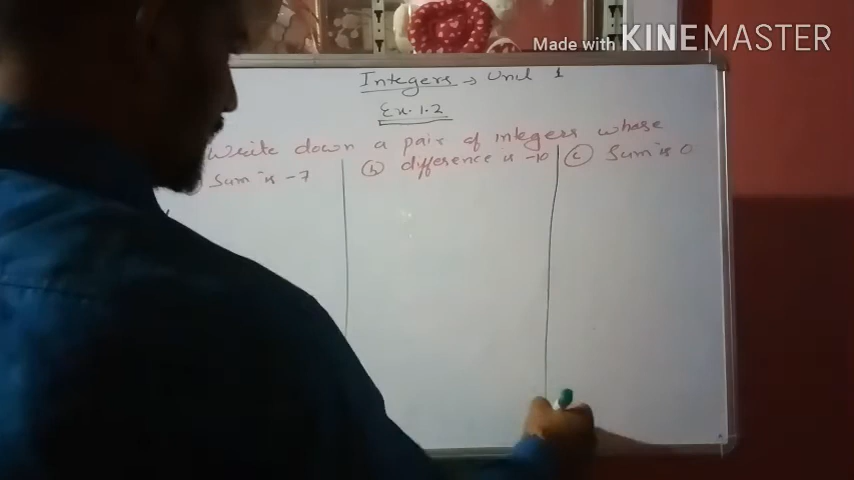 Made with KINEMASTER
Integers → Unit 1
Ex. 1.2
Write down a pair of integers whose
Sum is -7
(b) difference is -10
(c) Sum is 0